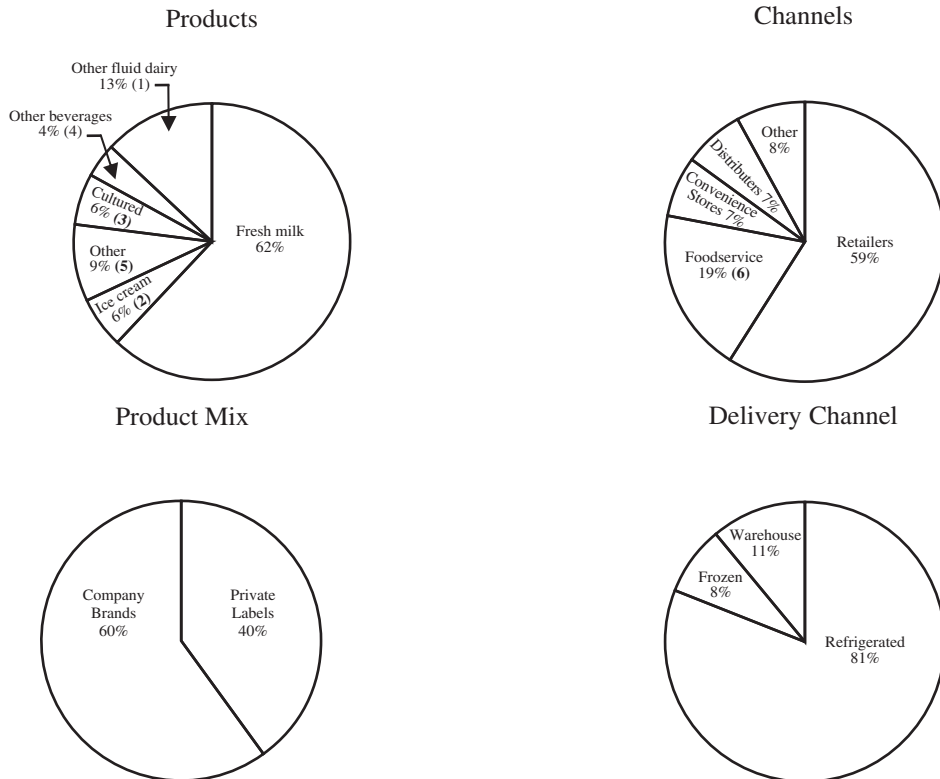 Products
Other fluid dairy
13% (1)
Other beverages
4% (4)
Cultured
6% (3)
Other
9% (5)
Ice cream
6% (2)
Fresh milk
62%
Channels
Other
8%
Distributers 7%
Convenience
Stores 7%
Foodservice
19% (6)
Retailers
59%
Product Mix
Company
Brands
60%
Private
Labels
40%
Delivery Channel
Warehouse
11%
Frozen
8%
Refrigerated
81%